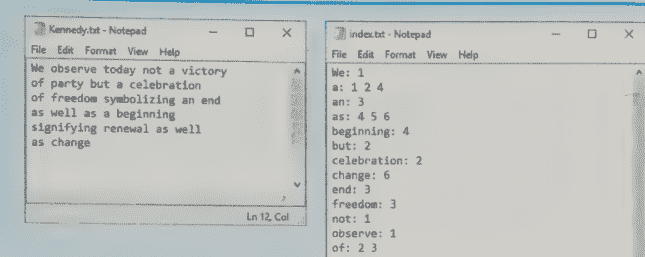 Kennedy.txt - Notepad
File Edit Format View Help
We observe today not a victory
of party but a celebration
of freedom symbolizing an end
as well as a beginning
signifying renewal as well
as change
Ln 12, Col
index.txt - Notepad
File Edit Format View Help
We: 1
a: 1 2 4
an: 3
as: 4 5 6
beginning: 4
but: 2
celebration: 2
change: 6
end: 3
freedom: 3
not: 1
observe: 1
of: 2 3